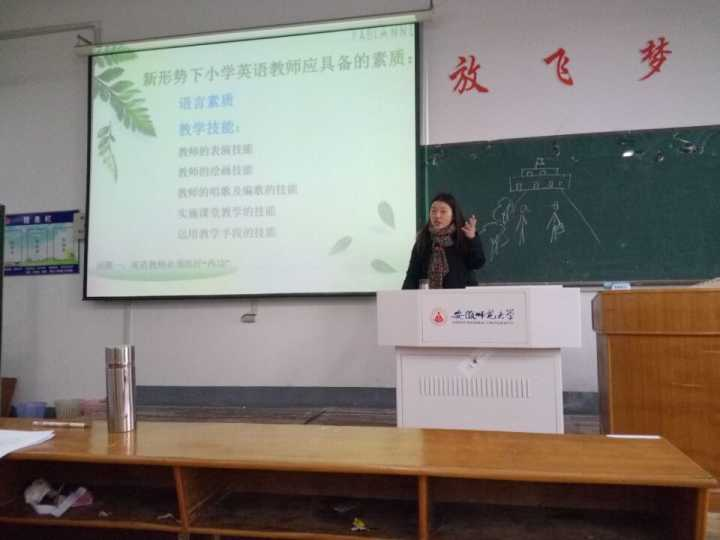 FABLANNE
放飞梦
新形势下小学英语教师应具备的素质：
语言素质
教学技能：
教师的表演技能
教师的绘画技能
教师的唱歌及编歌的技能
实施课堂教学的技能
运用教学手段的技能
安徽师范大学
ANHUI NORMAL UNIVERSITY